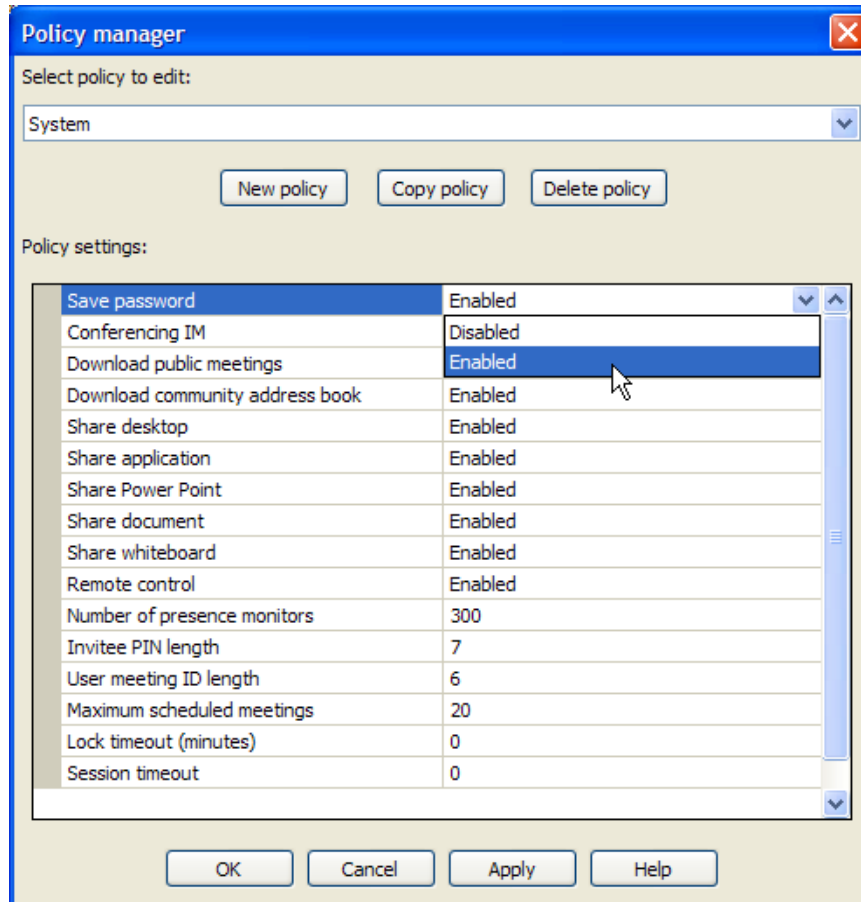 Policy manager
Select policy to edit:
System
New policy Copy policy Delete policy
Policy settings:
Save password Enabled
Conferencing IM Disabled
Download public meetings Enabled
Download community address book Enabled
Share desktop Enabled
Share application Enabled
Share Power Point Enabled
Share document Enabled
Share whiteboard Enabled
Remote control Enabled
Number of presence monitors 300
Invitee PIN length 7
User meeting ID length 6
Maximum scheduled meetings 20
Lock timeout (minutes) 0
Session timeout 0
OK Cancel Apply Help